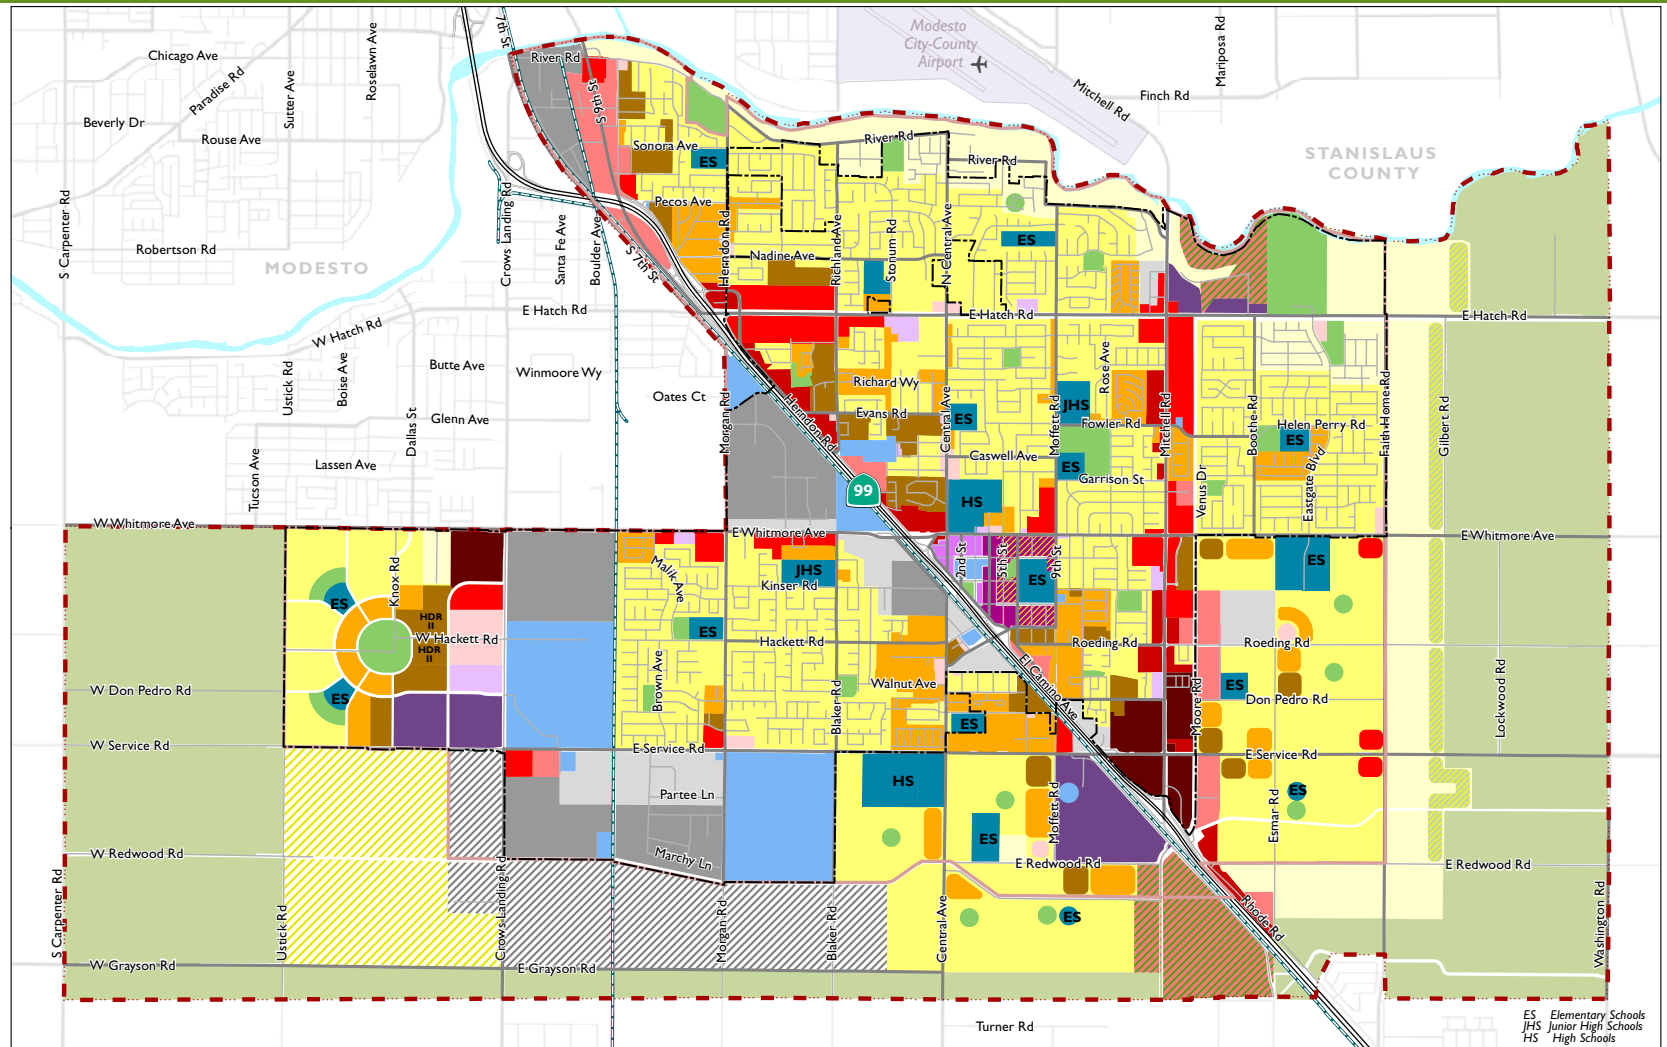 7th St
River Rd
Chicago Ave
Paradise Rd
Sutter Ave
Roselawn Ave
Beverly Dr
Rouse Ave
S 9th St
Modesto
City-County
Airport
Mitchell Rd
Finch Rd
Mariposa Rd
River Rd
River Rd
STANISLAUS
COUNTY
Sonora Ave
ES
S Carpenter Rd
Robertson Rd
MODESTO
Crows Landing Rd
Santa Fe Ave
Boulder Ave
S 7th St
Pecos Ave
Herndon Rd
Nadine Ave
Richland Ave
Stonum Rd
N Central Ave
ES
E Hatch Rd
E Hatch Rd
E Hatch Rd
W Hatch Rd
Ustick Rd
Boise Ave
Butte Ave
Winmoore Wy
Dallas St
Glenn Ave
Oates Ct
Morgan Rd
Herndon Rd
Richard Wy
Evans Rd
Central Ave
ES
JHS
Moffett Rd
Rose Ave
Fowler Rd
Mitchell Rd
Boothe Rd
Helen Perry Rd
ES
Faith Home Rd
Gilbert Rd
Tucson Ave
Lassen Ave
Caswell Ave
ES
Garrison St
Venus Dr
Eastgate Blvd
99
HS
W Whitmore Ave
E Whitmore Ave
E Whitmore Ave
Knox Rd
Malik Ave
JHS
Kinser Rd
2nd St
5th St
9th St
ES
ES
ES
HDR
II
W Hackett Rd
HDR
II
ES
Hackett Rd
Roeding Rd
Roeding Rd
W Don Pedro Rd
ES
Brown Ave
Blaker Rd
Walnut Ave
El Camino Ave
ES
Moore Rd
ES
Don Pedro Rd
Lockwood Rd
W Service Rd
E Service Rd
E Service Rd
HS
Partee Ln
Moffett Rd
ES
ES
Esmar Rd
W Redwood Rd
Marchy Ln
E Redwood Rd
E Redwood Rd
S Carpenter Rd
Ustick Rd
Crows Landing Rd
Morgan Rd
Blaker Rd
Central Ave
ES
Rhode Rd
Washington Rd
W Grayson Rd
E Grayson Rd
Turner Rd
ES Elementary Schools
JHS Junior High Schools
HS High Schools